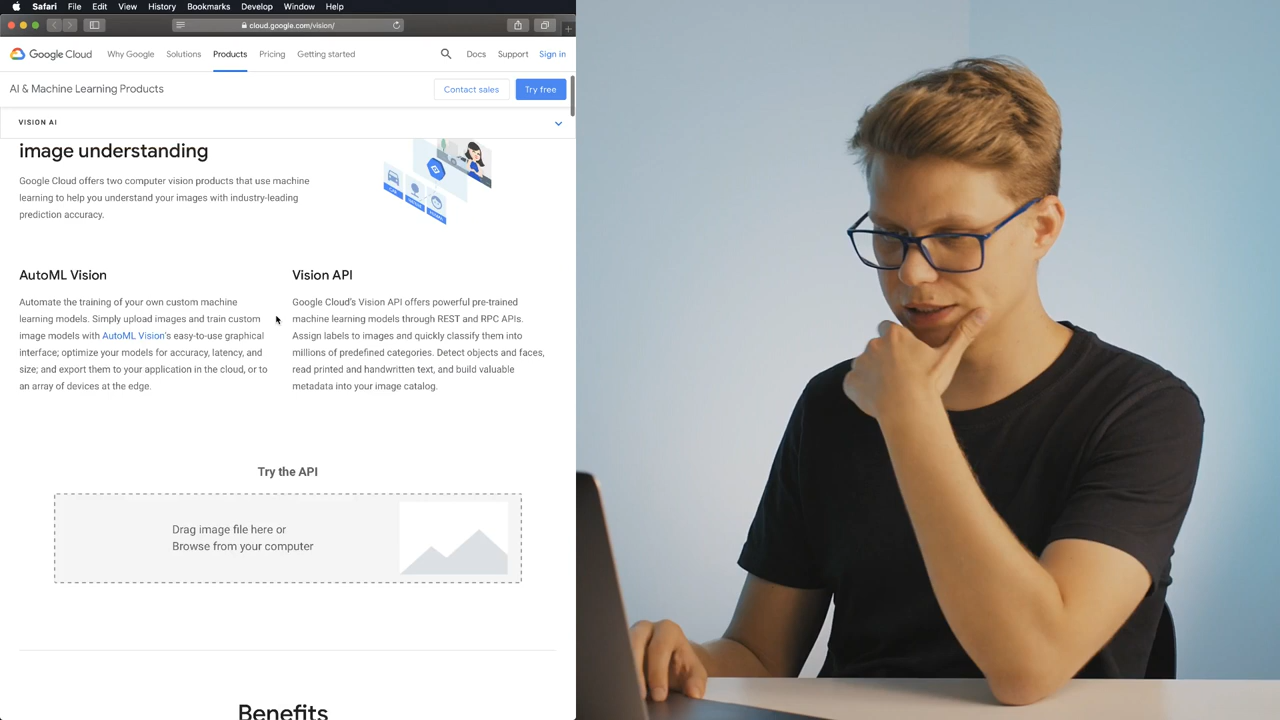 Safari File Edit View History Bookmarks Develop Window Help
cloud.google.com/vision/
Google Cloud Why Google Solutions Products Pricing Getting started Docs Support Sign in
AI & Machine Learning Products Contact sales Try free
VISION AI
image understanding
Google Cloud offers two computer vision products that use machine
learning to help you understand your images with industry-leading
prediction accuracy.
AutoML Vision
Automate the training of your own custom machine
learning models. Simply upload images and train custom
image models with AutoML Vision's easy-to-use graphical
interface; optimize your models for accuracy, latency, and
size; and export them to your application in the cloud, or to
an array of devices at the edge.
Vision API
Google Cloud's Vision API offers powerful pre-trained
machine learning models through REST and RPC APIs.
Assign labels to images and quickly classify them into
millions of predefined categories. Detect objects and faces,
read printed and handwritten text, and build valuable
metadata into your image catalog.
Try the API
Drag image file here or
Browse from your computer
Benefits